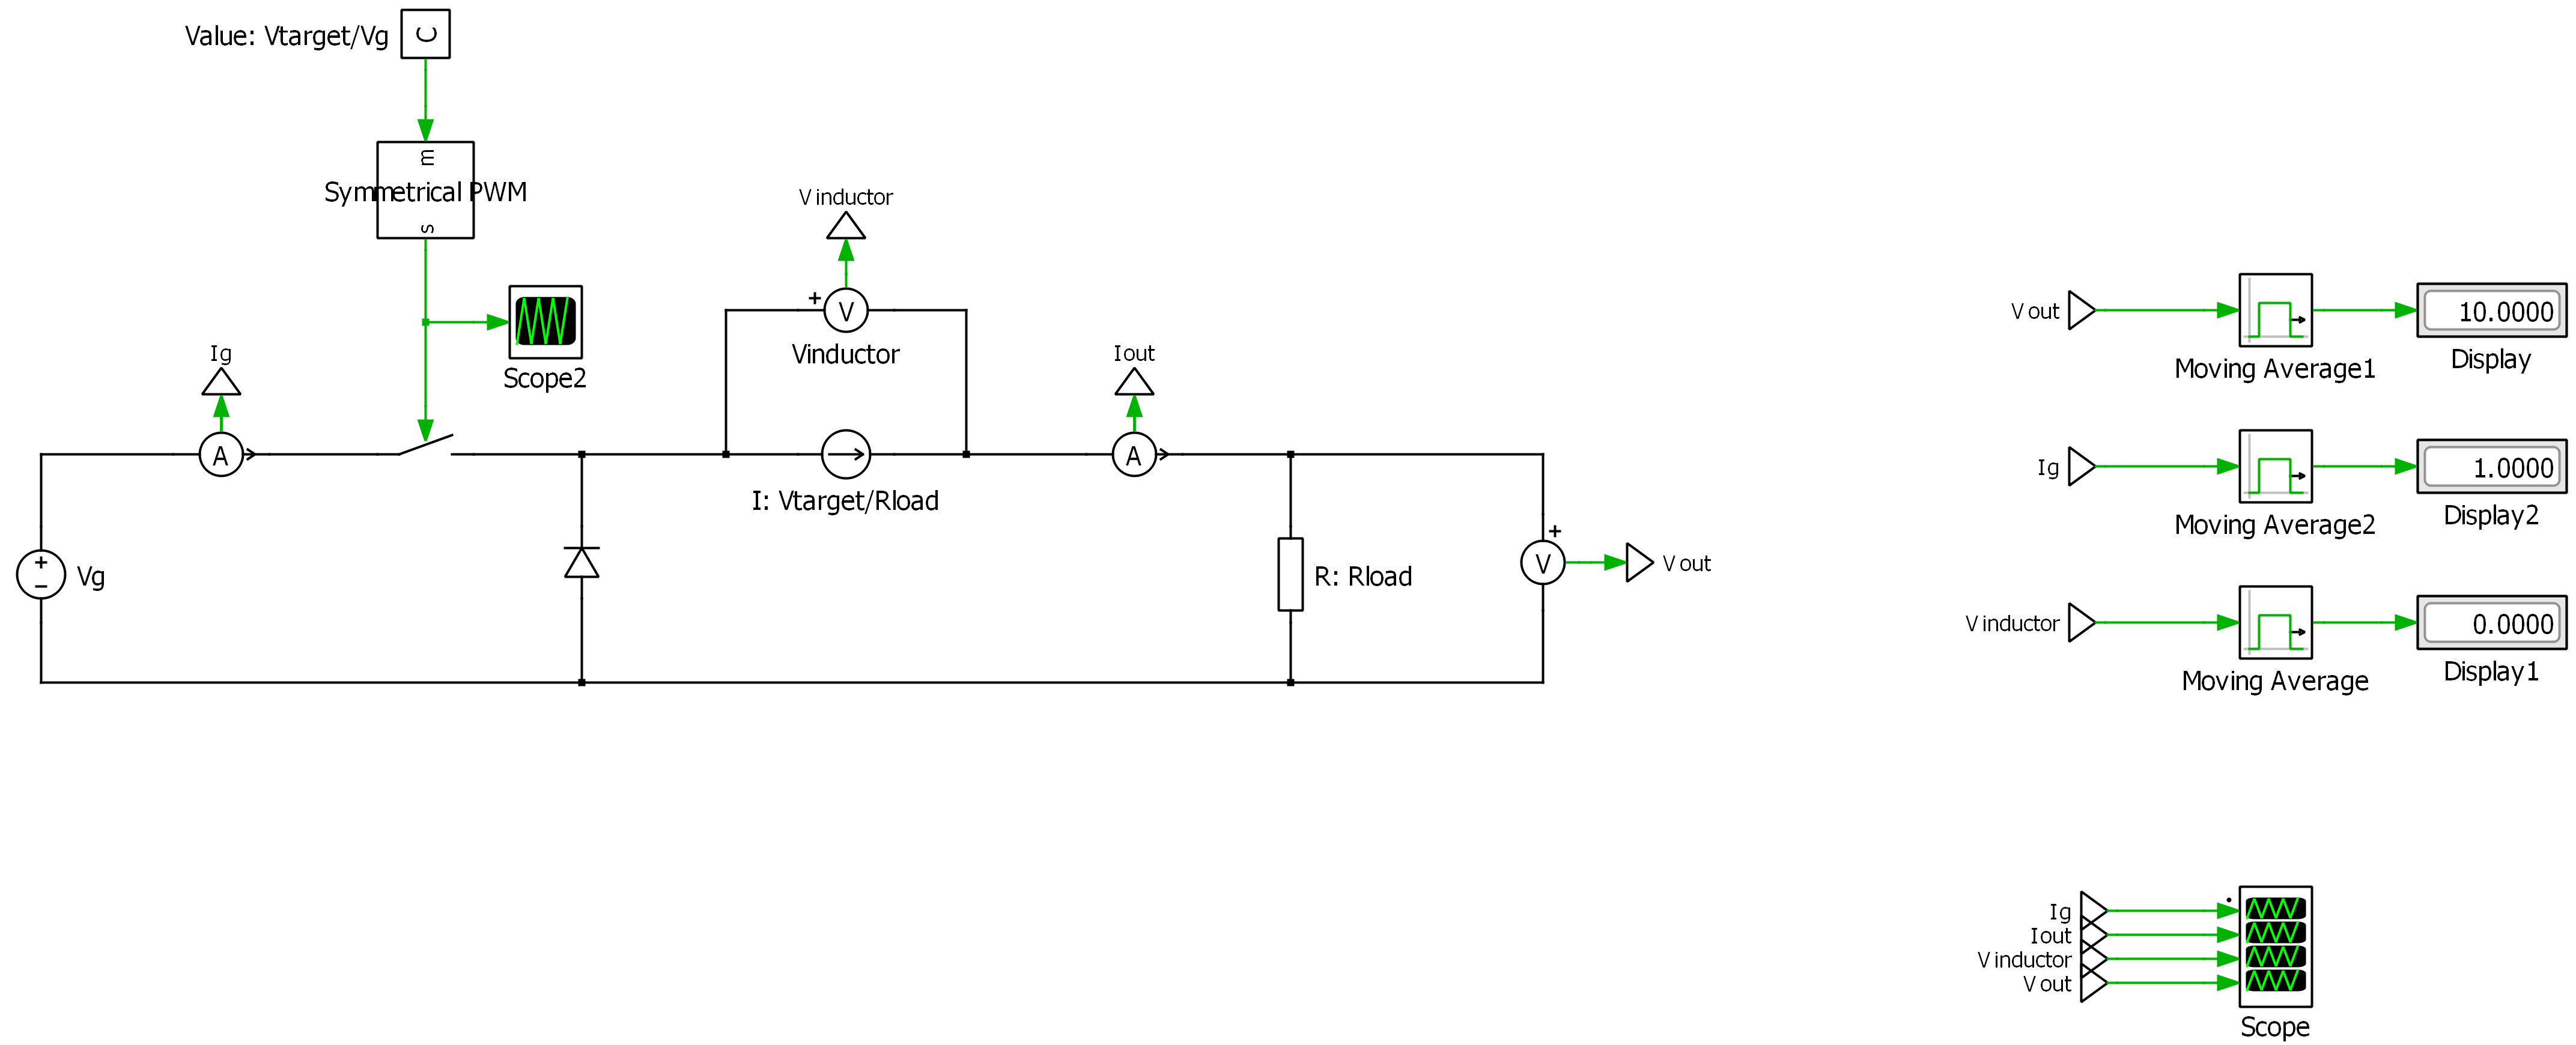 Value: Vtarget/Vg
C
m
Symmetrical PWM
s
Scope2
Ig
A
Vg
V inductor
+
V
Vinductor
I: Vtarget/Rload
Iout
A
R: Rload
+
V
V out
V out
Moving Average1
10.0000
Display
Ig
Moving Average2
1.0000
Display2
V inductor
Moving Average
0.0000
Display1
Ig
Iout
V inductor
V out
Scope